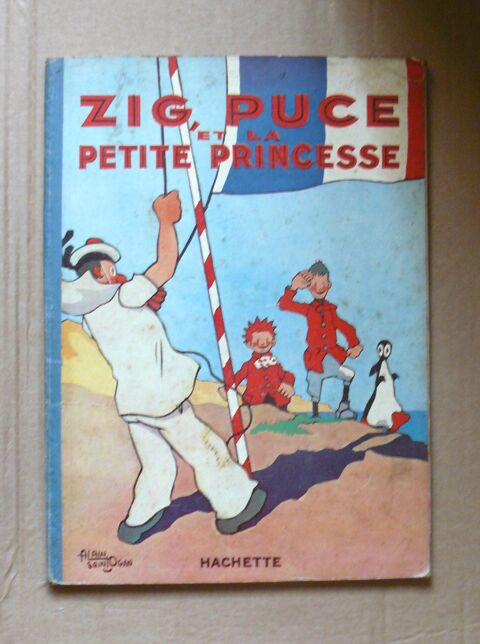 ZIG, PUCE
ET LA
PETITE PRINCESSE
ALAIN
SAINT-OGAN
HACHETTE